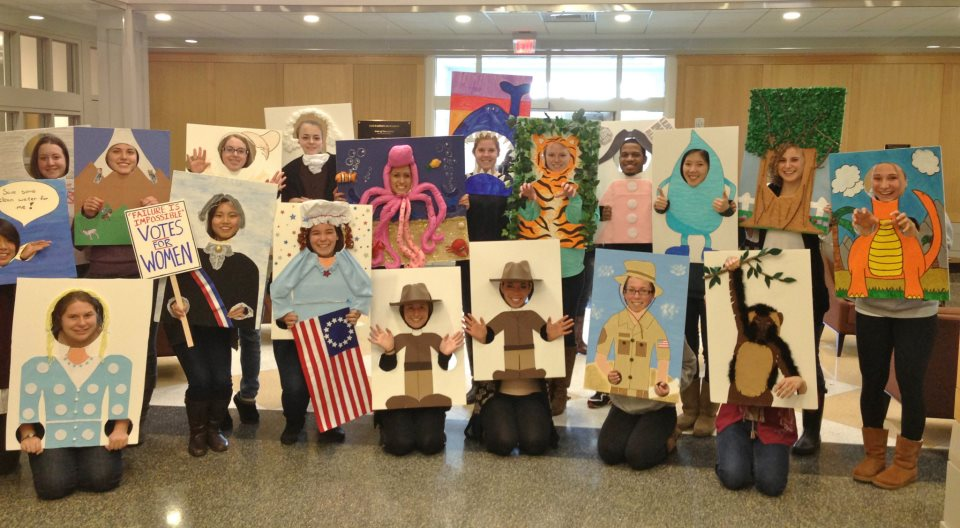 Save some
clean water
for me!
"FAILURE IS
IMPOSSIBLE"
VOTES
FOR
WOMEN